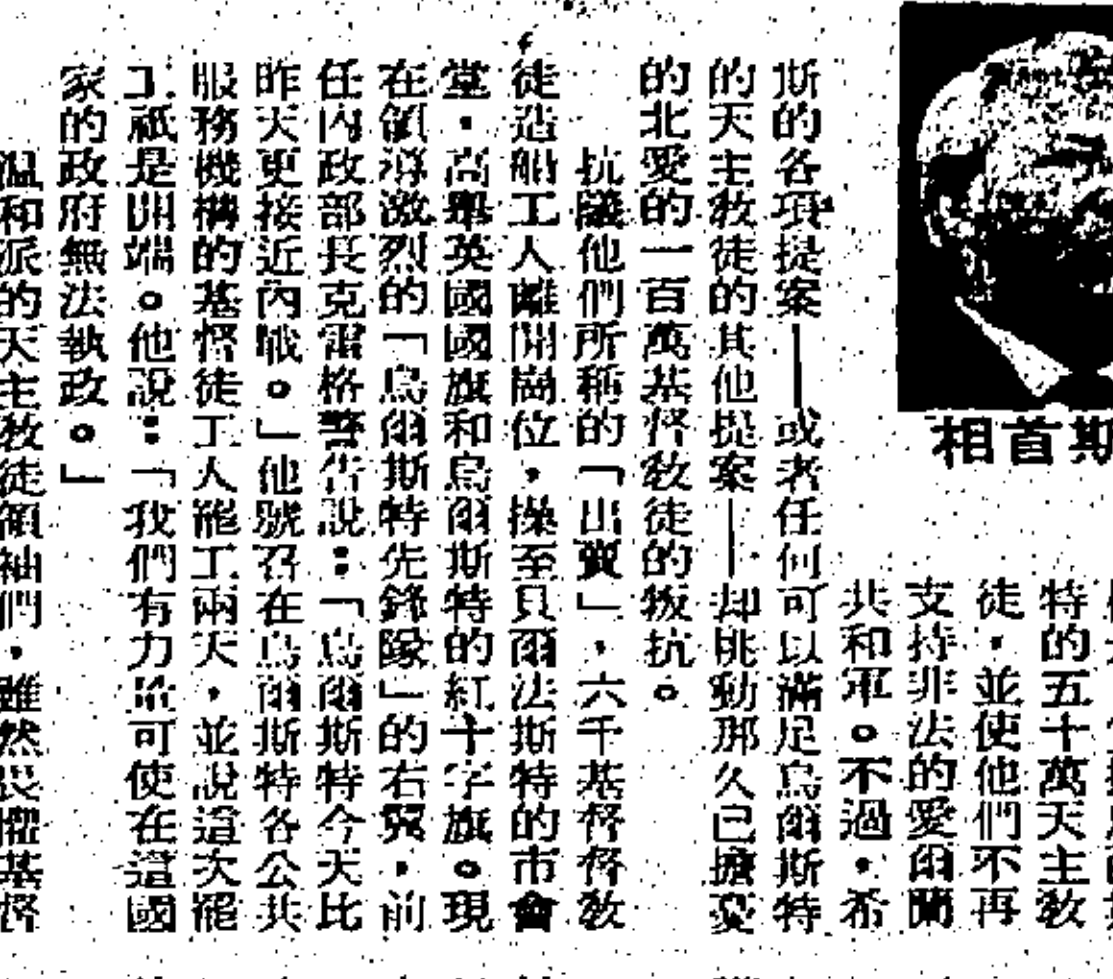 相首斯
特的五十萬天主教
徒，並使他們不再
支持非法的愛爾蘭
共和軍。不過，希
斯的各項提案——或者任何可以滿足烏爾斯特
的天主教徒的其他提案——却挑動那久已擔憂
的北愛的一百萬基督教徒的叛抗。
抗議他們所稱的「出賣」，六千基督督教
徒造船工人離開崗位，操至貝爾法斯特的市會
堂，高舉英國國旗和烏爾斯特的紅十字旗。現
在領導激烈的「烏爾斯特先鋒隊」的右翼，前
任內政部長克雷格警告說：「烏爾斯特今天比
昨天更接近內戰。」他號召在烏爾斯特各公共
服務機構的基督徒工人罷工兩天，並說這次罷
工祇是開端。他說：「我們有力量可使在這國
家的政府無法執政。」
溫和派的天主教徒領袖們，雖然畏懼基督